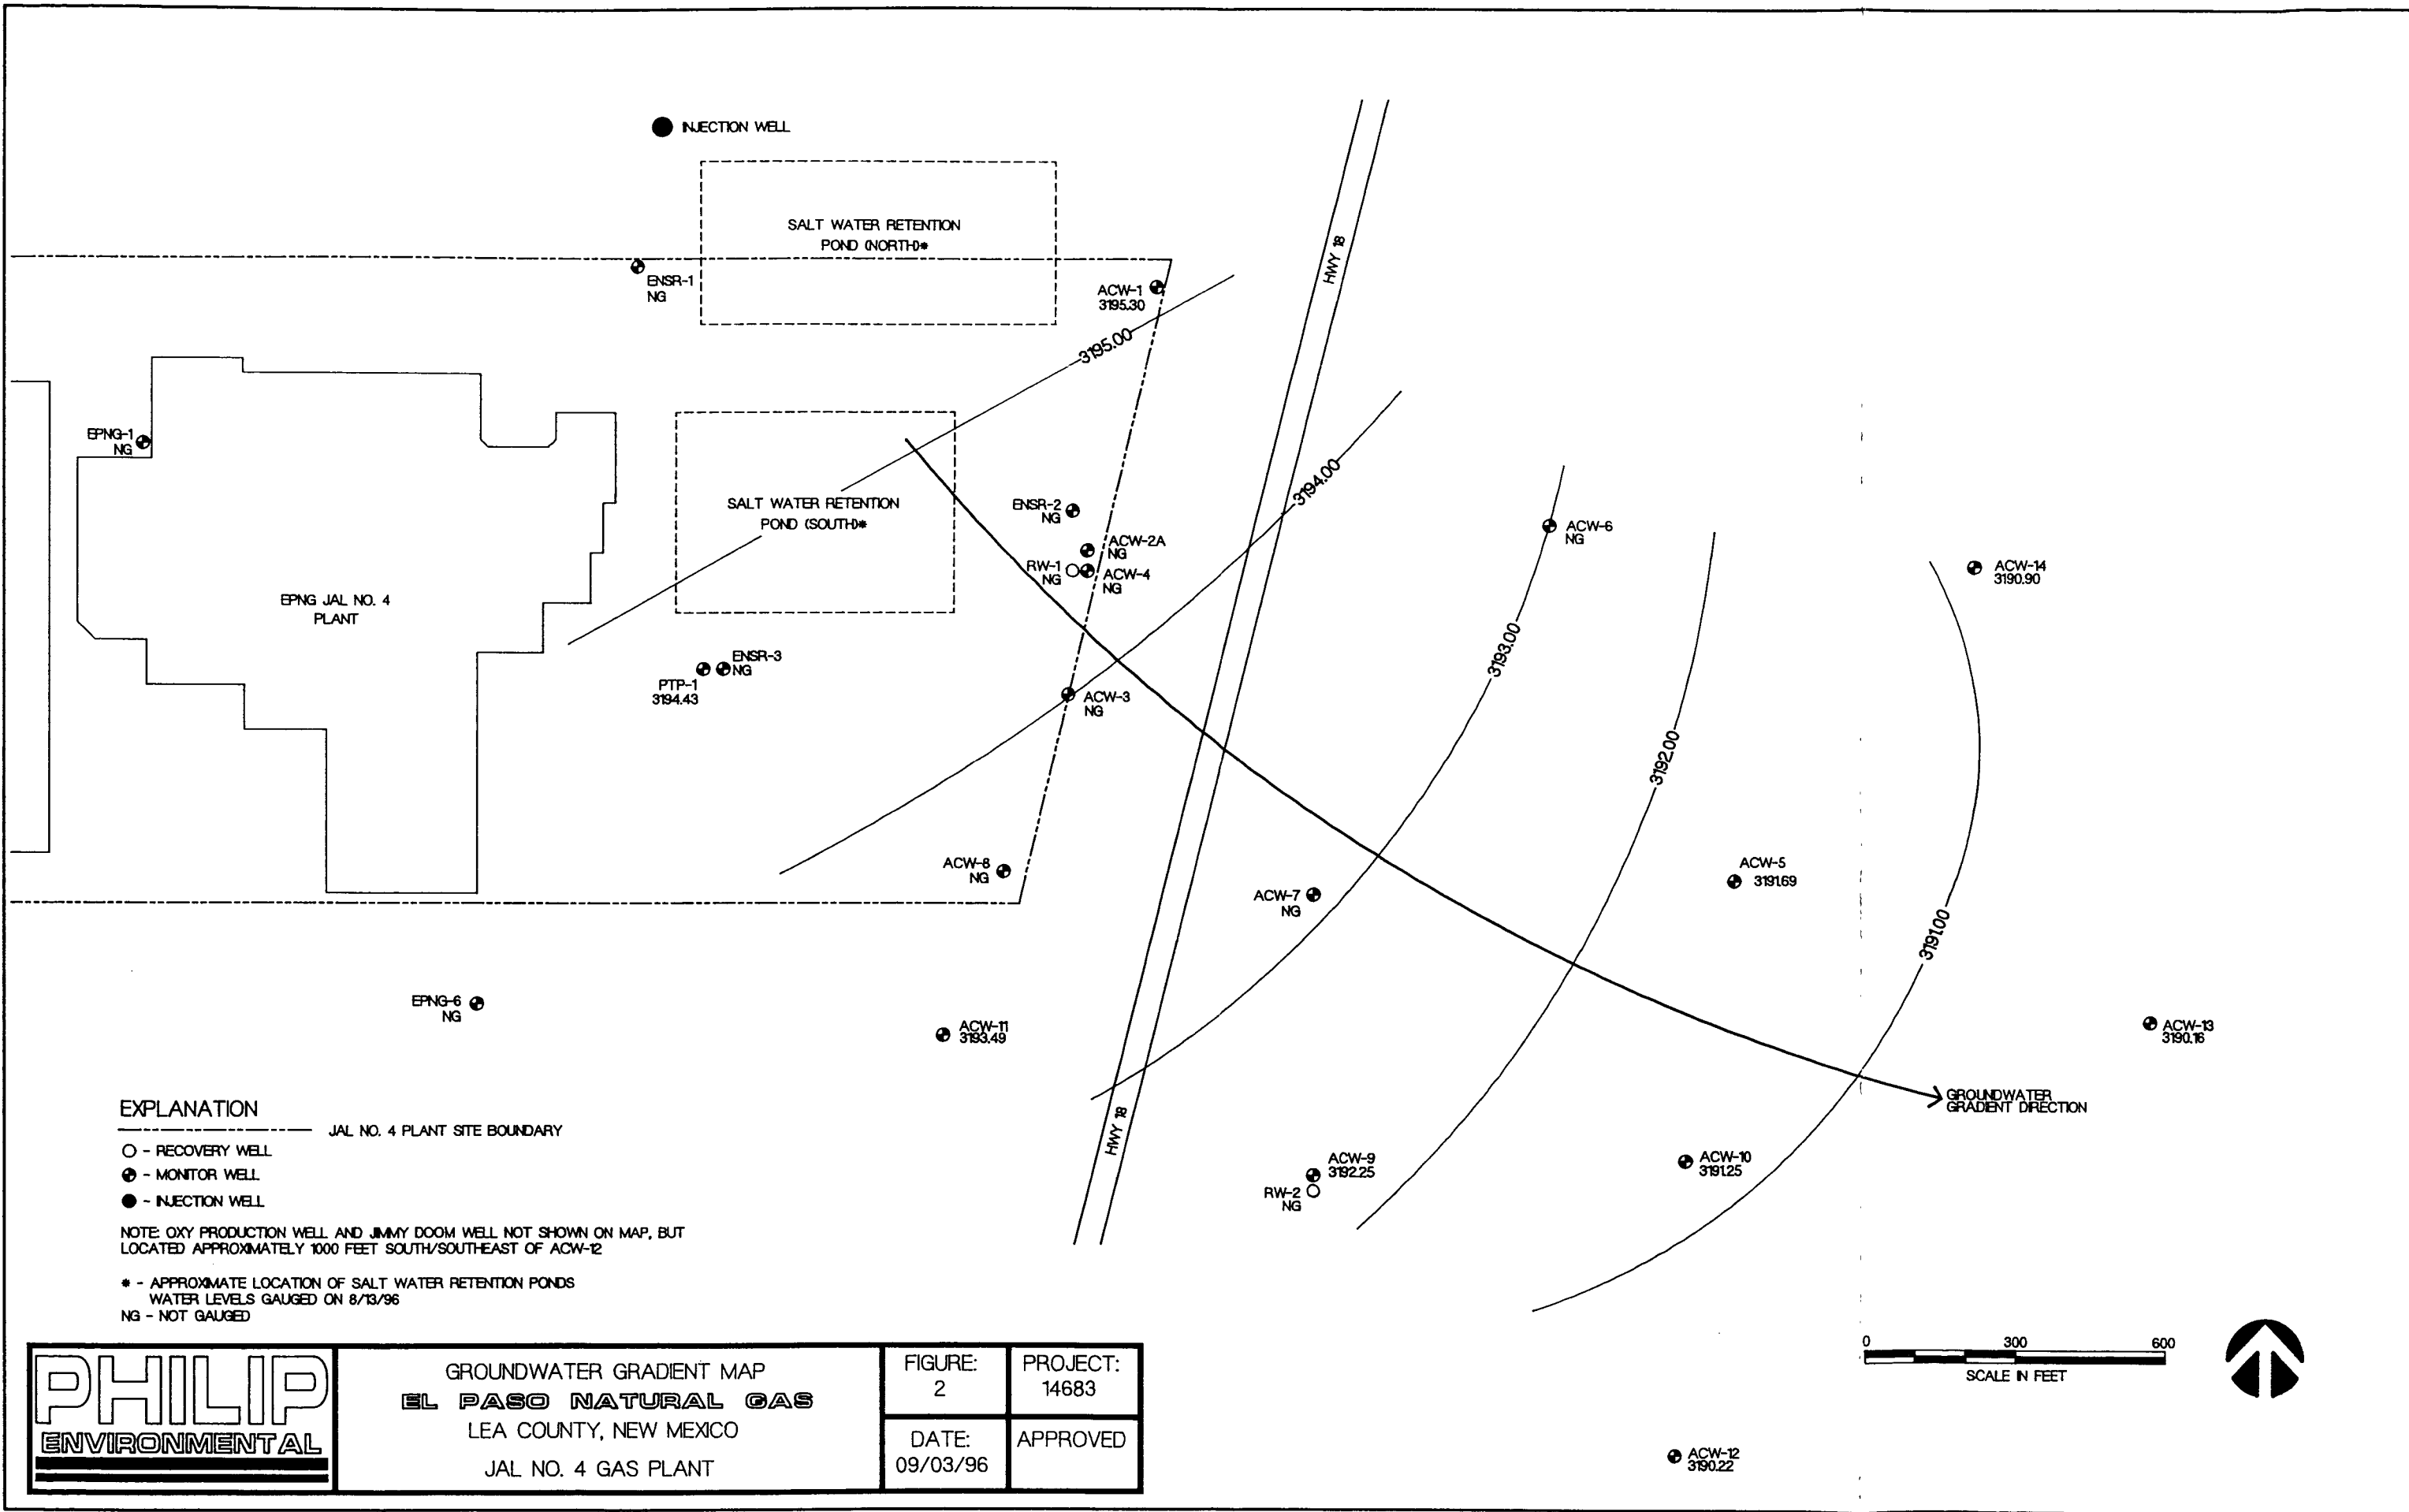 INJECTION WELL
SALT WATER RETENTION
POND (NORTH)*
HWY 18
ENSR-1
NG
ACW-1
3195.30
3195.00
EPNG-1
NG
3194.00
SALT WATER RETENTION
POND (SOUTH)*
ENSR-2
NG
ACW-2A
NG
RW-1
NG
ACW-4
NG
ACW-6
NG
ACW-14
3190.90
EPNG JAL NO. 4
PLANT
3193.00
ENSR-3
NG
PTP-1
3194.43
ACW-3
NG
3192.00
ACW-8
NG
ACW-7
NG
ACW-5
3191.69
3191.00
EPNG-6
NG
ACW-11
3193.49
ACW-13
3190.16
GROUNDWATER
GRADIENT DIRECTION
HWY 18
ACW-9
3192.25
RW-2
NG
ACW-10
3191.25
EXPLANATION
JAL NO. 4 PLANT SITE BOUNDARY
- RECOVERY WELL
- MONITOR WELL
- INJECTION WELL
NOTE: OXY PRODUCTION WELL AND JIMMY DOOM WELL NOT SHOWN ON MAP, BUT
LOCATED APPROXIMATELY 1000 FEET SOUTH/SOUTHEAST OF ACW-12
* - APPROXIMATE LOCATION OF SALT WATER RETENTION PONDS
WATER LEVELS GAUGED ON 8/13/96
NG - NOT GAUGED
0 300 600
SCALE IN FEET
ACW-12
3190.22
PHILIP
ENVIRONMENTAL
GROUNDWATER GRADIENT MAP
EL PASO NATURAL GAS
LEA COUNTY, NEW MEXICO
JAL NO. 4 GAS PLANT
FIGURE:
2
PROJECT:
14683
DATE:
09/03/96
APPROVED